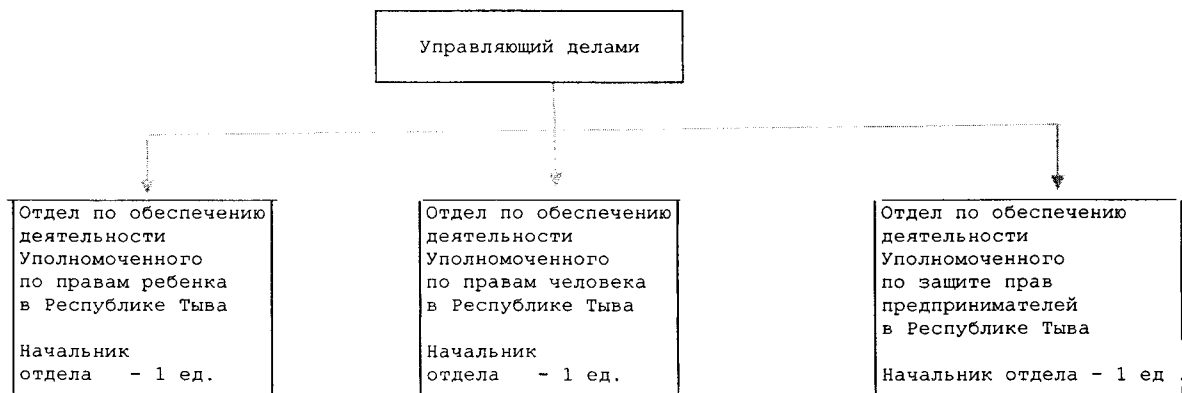 Управляющий делами
Отдел по обеспечению
деятельности
Уполномоченного
по правам ребенка
в Республике Тыва
Начальник
отдела - 1 ед.
Отдел по обеспечению
деятельности
Уполномоченного
по правам человека
в Республике Тыва
Начальник
отдела - 1 ед.
Отдел по обеспечению
деятельности
Уполномоченного
по защите прав
предпринимателей
в Республике Тыва
Начальник отдела - 1 ед.